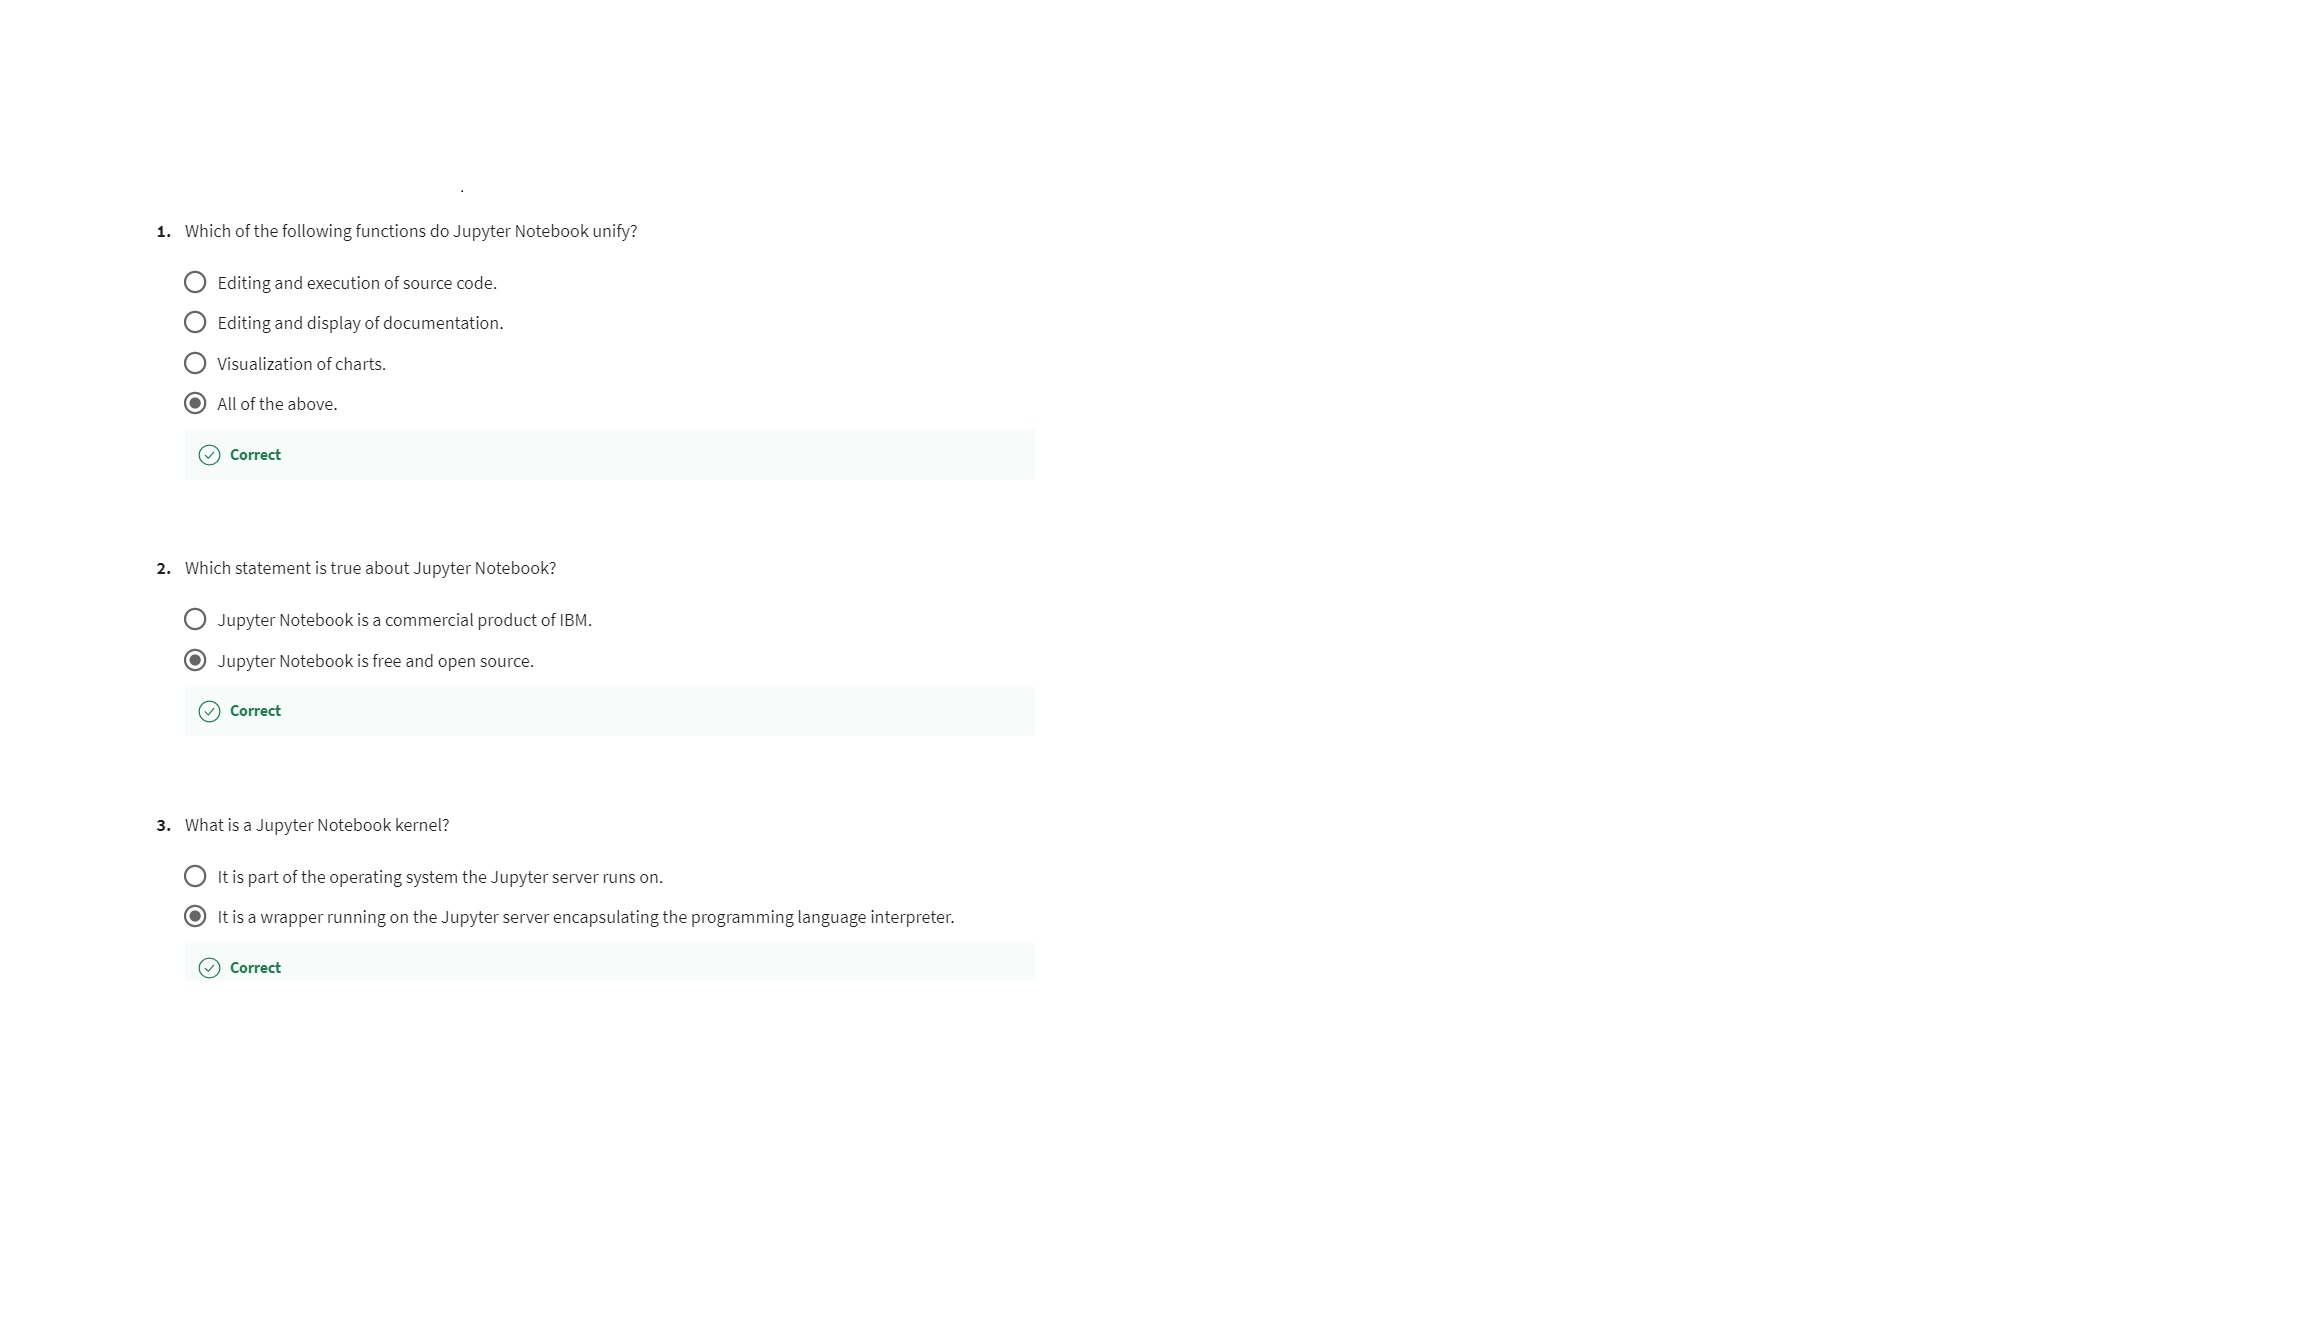 1. Which of the following functions do Jupyter Notebook unify?
Editing and execution of source code.
Editing and display of documentation.
Visualization of charts.
All of the above.
Correct
2. Which statement is true about Jupyter Notebook?
Jupyter Notebook is a commercial product of IBM.
Jupyter Notebook is free and open source.
Correct
3. What is a Jupyter Notebook kernel?
It is part of the operating system the Jupyter server runs on.
It is a wrapper running on the Jupyter server encapsulating the programming language interpreter.
Correct